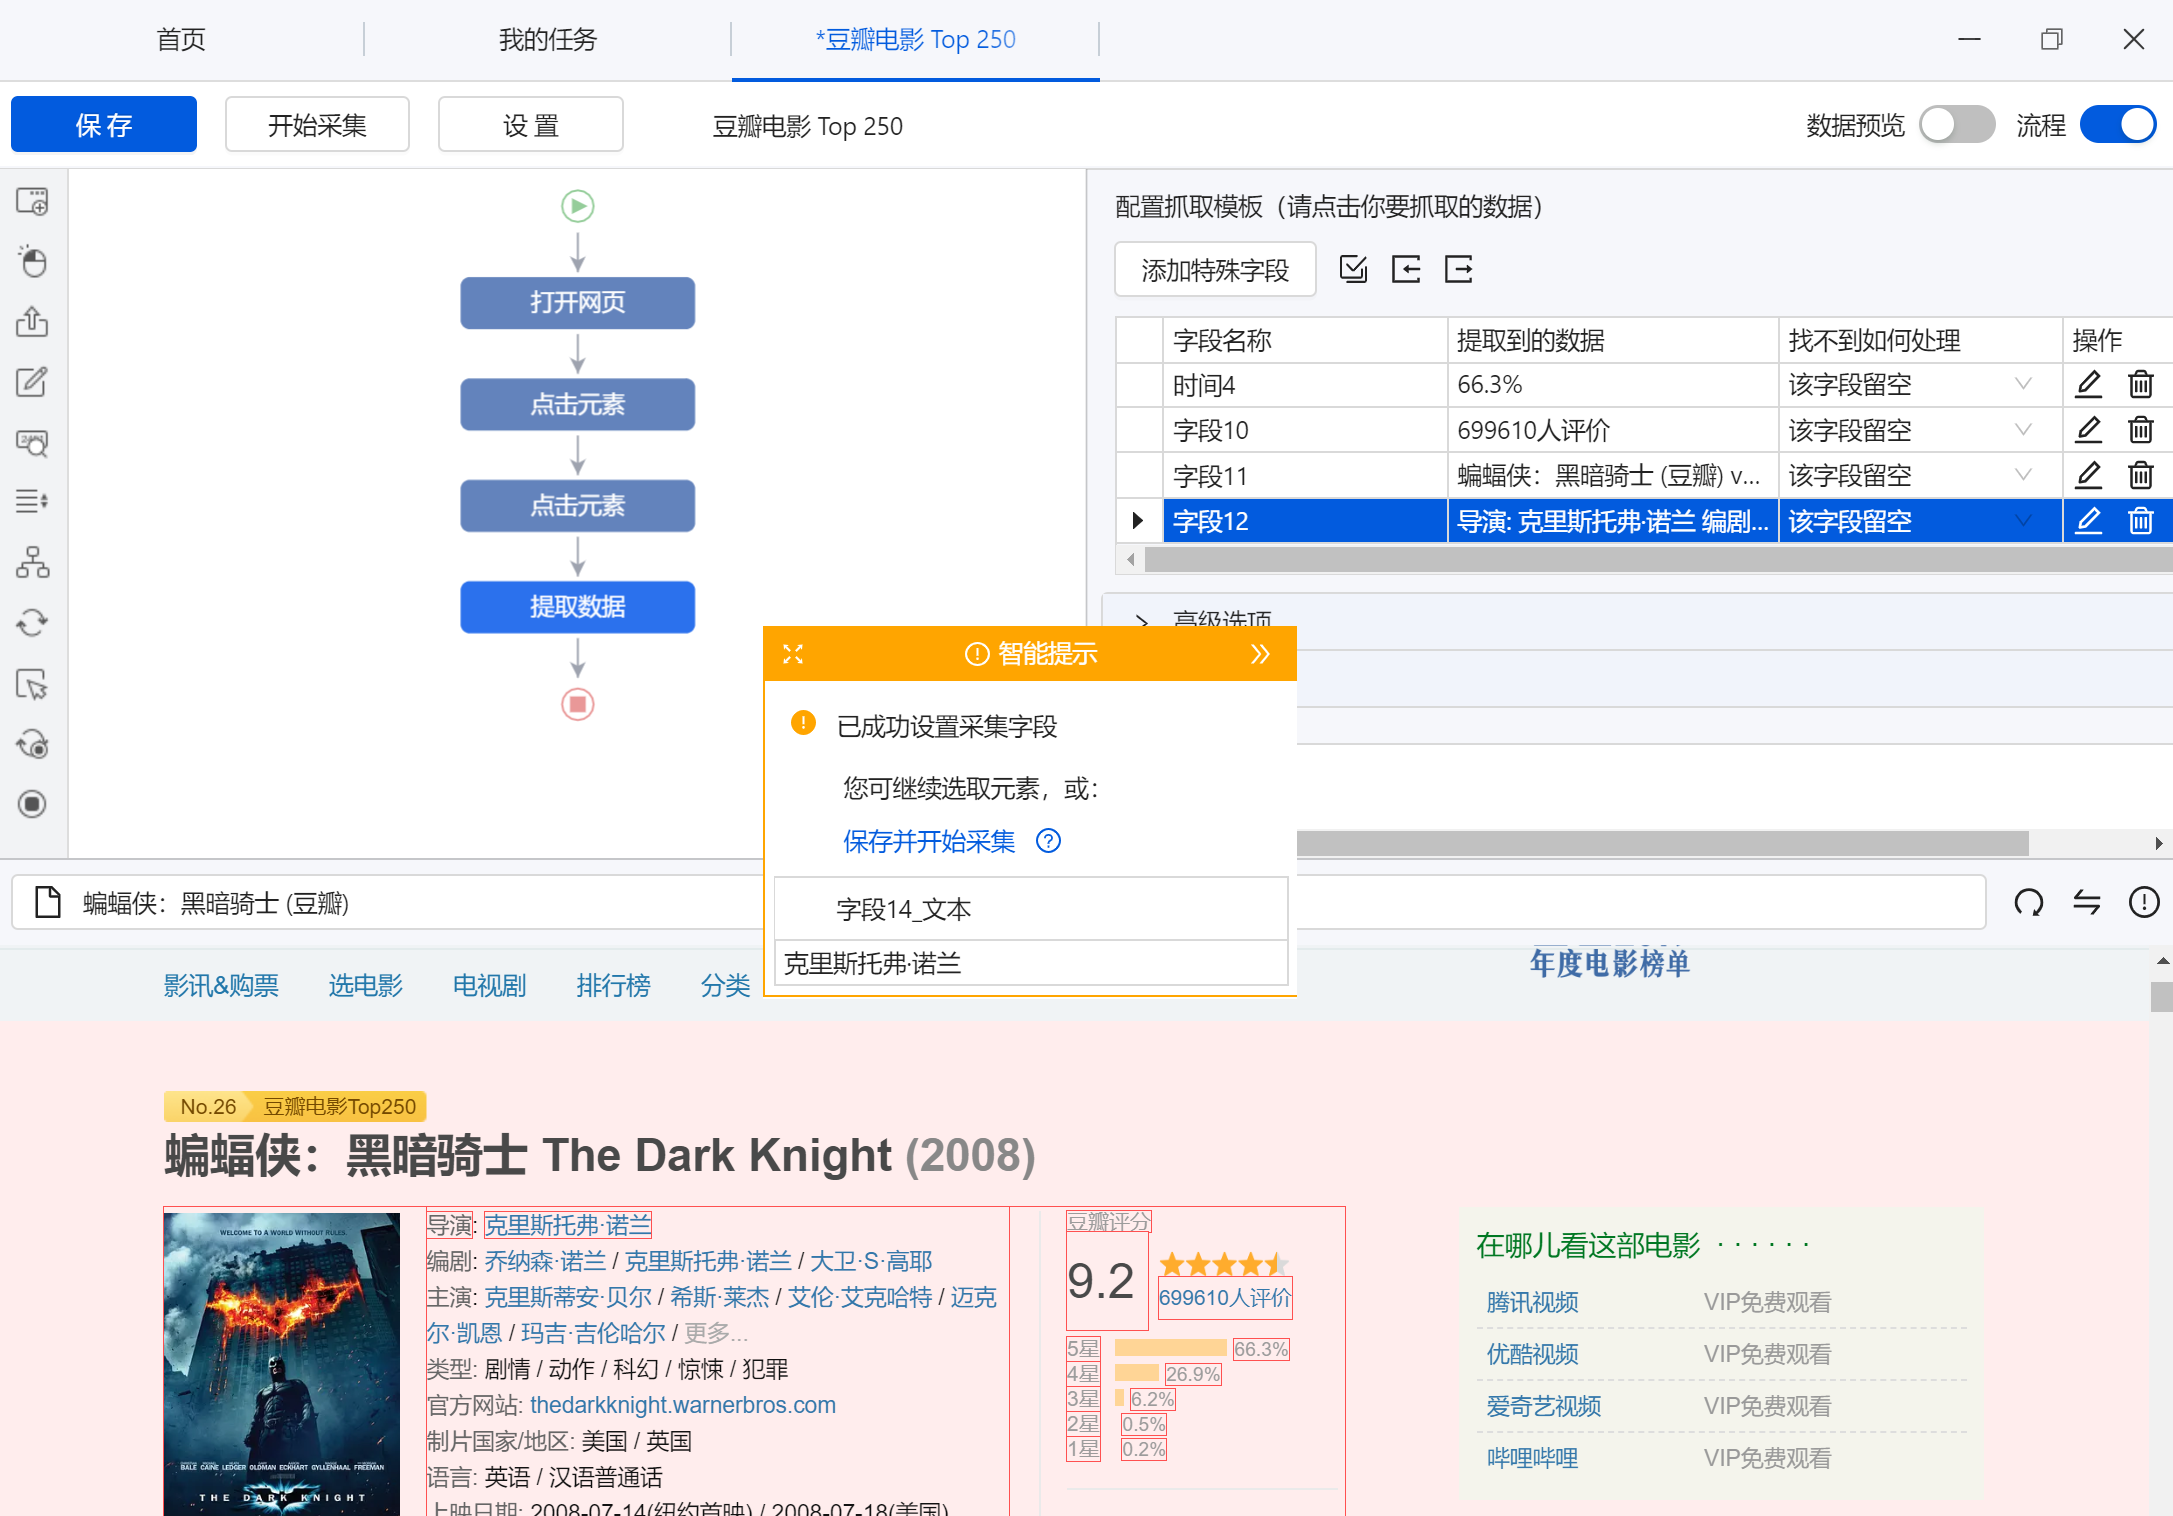 首页
我的任务
*豆瓣电影 Top 250
保存
开始采集
设置
豆瓣电影 Top 250
数据预览
流程
打开网页
点击元素
点击元素
提取数据
配置抓取模板（请点击你要抓取的数据）
添加特殊字段
字段名称 提取到的数据 找不到如何处理 操作
时间4 66.3% 该字段留空
字段10 699610人评价 该字段留空
字段11 蝙蝠侠：黑暗骑士 (豆瓣) v... 该字段留空
字段12 导演: 克里斯托弗·诺兰 编剧... 该字段留空
高级选项
智能提示
已成功设置采集字段
您可继续选取元素，或：
保存并开始采集
字段14_文本
克里斯托弗·诺兰
蝙蝠侠：黑暗骑士 (豆瓣)
影讯&购票 选电影 电视剧 排行榜 分类
年度电影榜单
No.26 豆瓣电影Top250
蝙蝠侠：黑暗骑士 The Dark Knight (2008)
WELCOME TO A WORLD WITHOUT RULES.
BALE CAINE LEDGER OLDMAN ECKHART GYLLENHAAL FREEMAN
THE DARK KNIGHT
导演: 克里斯托弗·诺兰
编剧: 乔纳森·诺兰 / 克里斯托弗·诺兰 / 大卫·S·高耶
主演: 克里斯蒂安·贝尔 / 希斯·莱杰 / 艾伦·艾克哈特 / 迈克
尔·凯恩 / 玛吉·吉伦哈尔 / 更多...
类型: 剧情 / 动作 / 科幻 / 惊悚 / 犯罪
官方网站: thedarkknight.warnerbros.com
制片国家/地区: 美国 / 英国
语言: 英语 / 汉语普通话
上映日期: 2008-07-14(纽约首映) / 2008-07-18(美国)
豆瓣评分
9.2
699610人评价
5星 66.3%
4星 26.9%
3星 6.2%
2星 0.5%
1星 0.2%
在哪儿看这部电影 · · · · · ·
腾讯视频 VIP免费观看
优酷视频 VIP免费观看
爱奇艺视频 VIP免费观看
哔哩哔哩 VIP免费观看